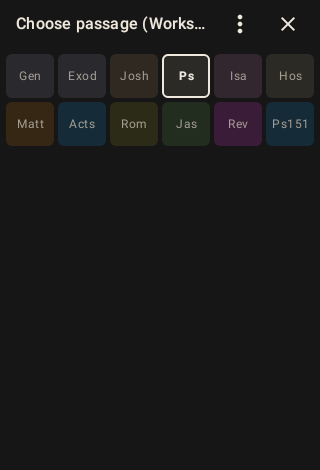 Choose passage (Works...
Gen Exod Josh Ps Isa Hos
Matt Acts Rom Jas Rev Ps151